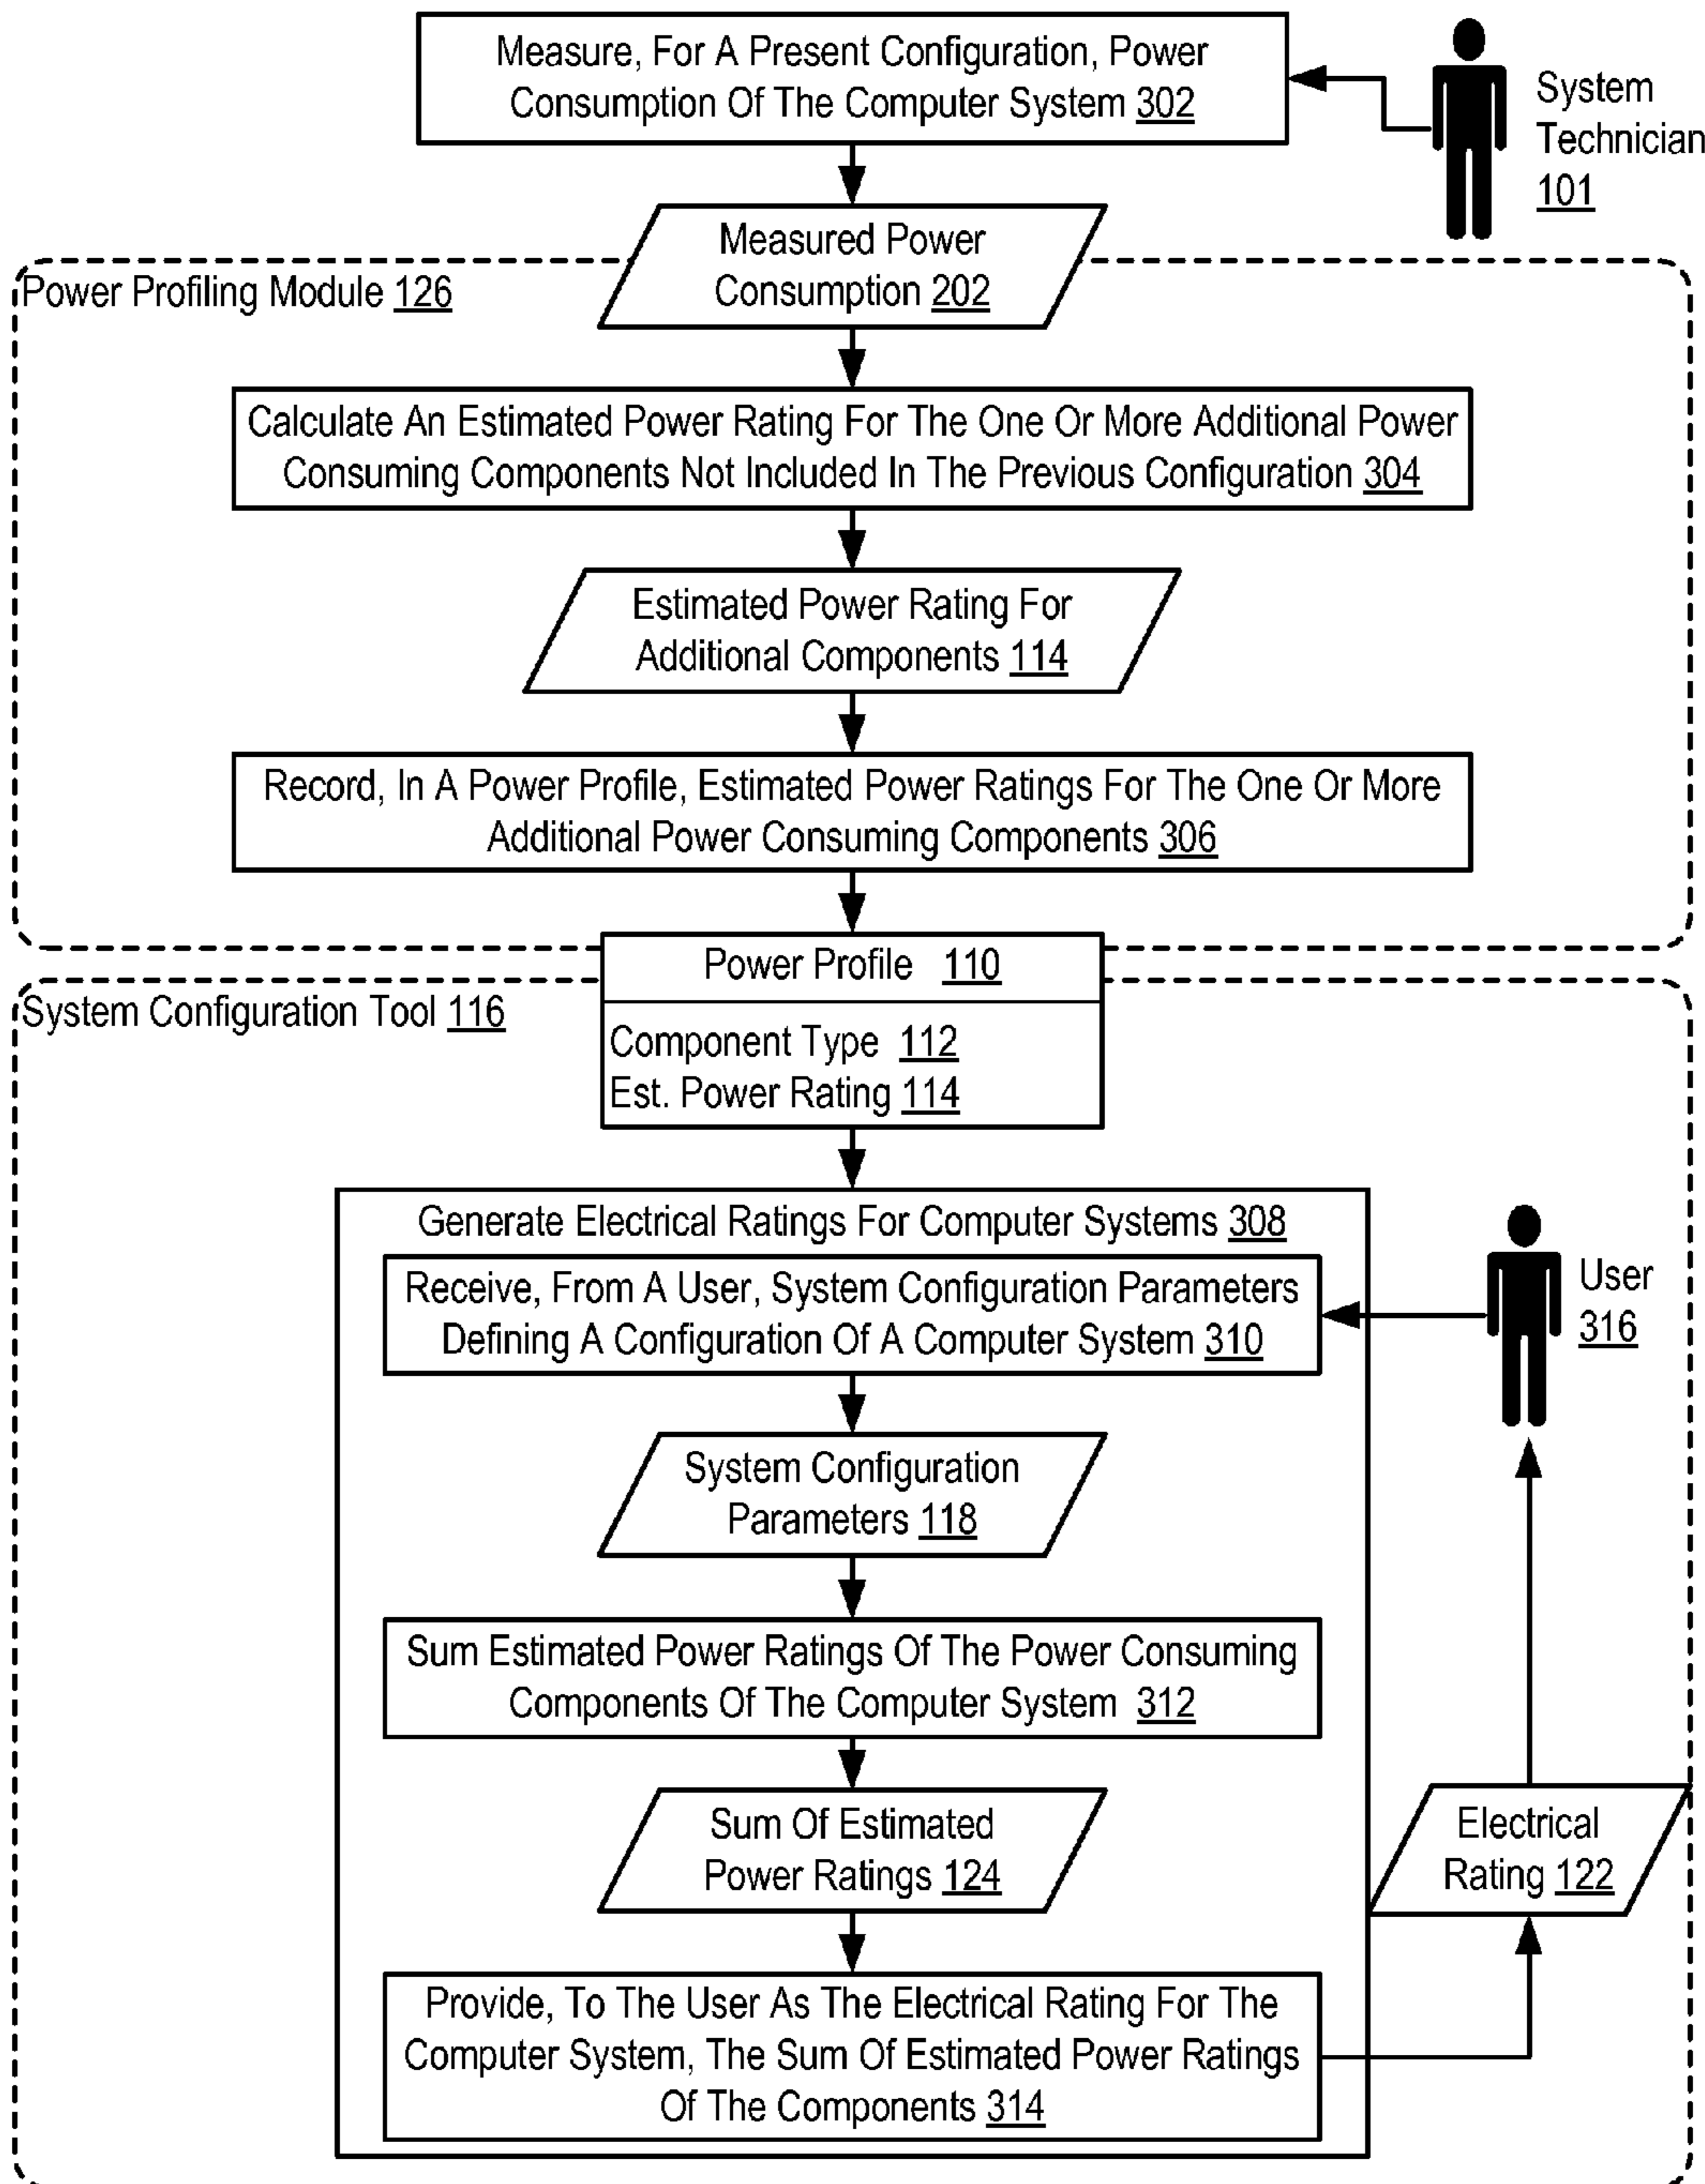 Measure, For A Present Configuration, Power
Consumption Of The Computer System 302
System
Technician
101
Measured Power
Consumption 202
Power Profiling Module 126
Calculate An Estimated Power Rating For The One Or More Additional Power
Consuming Components Not Included In The Previous Configuration 304
Estimated Power Rating For
Additional Components 114
Record, In A Power Profile, Estimated Power Ratings For The One Or More
Additional Power Consuming Components 306
Power Profile 110
System Configuration Tool 116
Component Type 112
Est. Power Rating 114
Generate Electrical Ratings For Computer Systems 308
Receive, From A User, System Configuration Parameters
Defining A Configuration Of A Computer System 310
User
316
System Configuration
Parameters 118
Sum Estimated Power Ratings Of The Power Consuming
Components Of The Computer System 312
Sum Of Estimated
Power Ratings 124
Electrical
Rating 122
Provide, To The User As The Electrical Rating For The
Computer System, The Sum Of Estimated Power Ratings
Of The Components 314